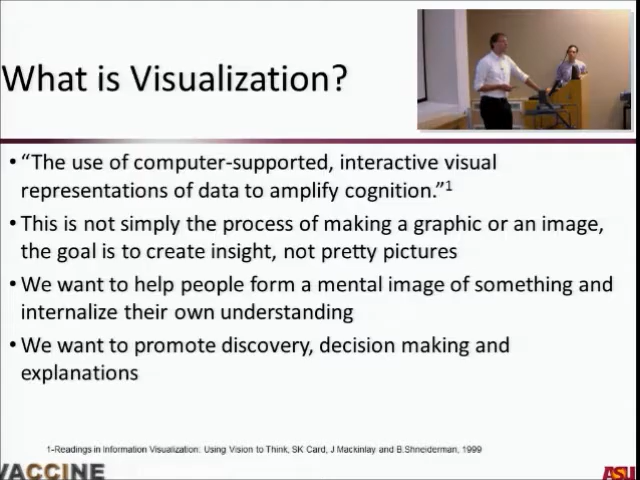 What is Visualization?
• “The use of computer-supported, interactive visual
representations of data to amplify cognition.”1
• This is not simply the process of making a graphic or an image,
the goal is to create insight, not pretty pictures
• We want to help people form a mental image of something and
internalize their own understanding
• We want to promote discovery, decision making and
explanations
1-Readings in Information Visualization: Using Vision to Think, SK Card, J Mackinlay and B.Shneiderman, 1999
VACCINE
ASU